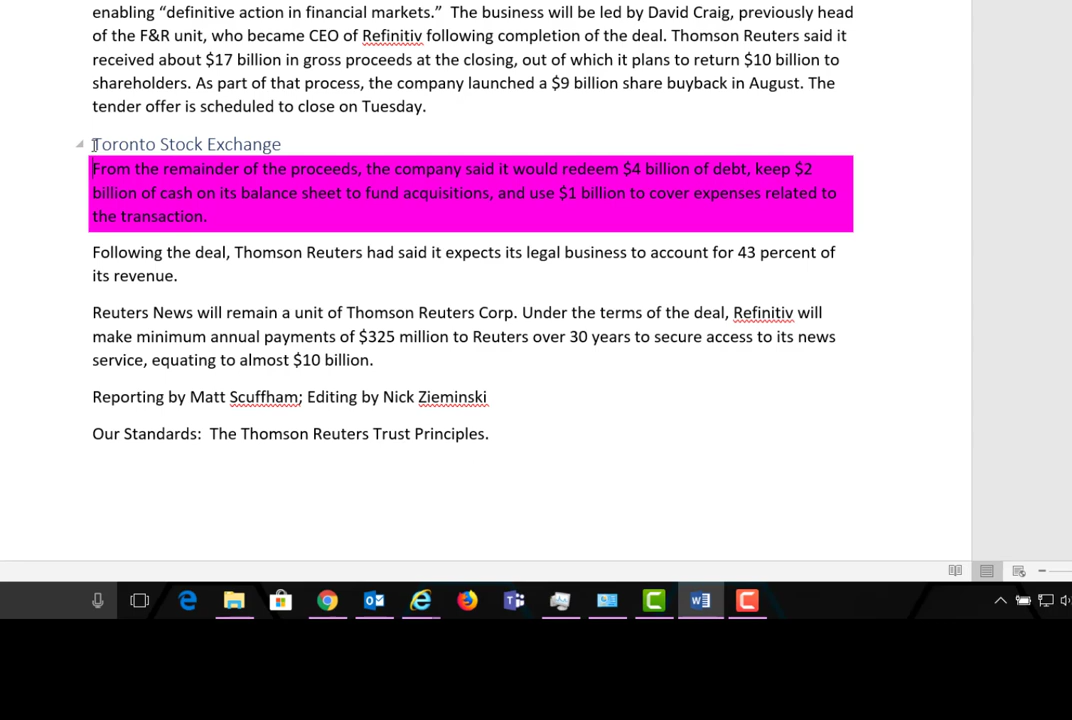 enabling “definitive action in financial markets.”  The business will be led by David Craig, previously head
of the F&R unit, who became CEO of Refinitiv following completion of the deal. Thomson Reuters said it
received about $17 billion in gross proceeds at the closing, out of which it plans to return $10 billion to
shareholders. As part of that process, the company launched a $9 billion share buyback in August. The
tender offer is scheduled to close on Tuesday.
Toronto Stock Exchange
From the remainder of the proceeds, the company said it would redeem $4 billion of debt, keep $2
billion of cash on its balance sheet to fund acquisitions, and use $1 billion to cover expenses related to
the transaction.
Following the deal, Thomson Reuters had said it expects its legal business to account for 43 percent of
its revenue.
Reuters News will remain a unit of Thomson Reuters Corp. Under the terms of the deal, Refinitiv will
make minimum annual payments of $325 million to Reuters over 30 years to secure access to its news
service, equating to almost $10 billion.
Reporting by Matt Scuffham; Editing by Nick Zieminski
Our Standards:  The Thomson Reuters Trust Principles.